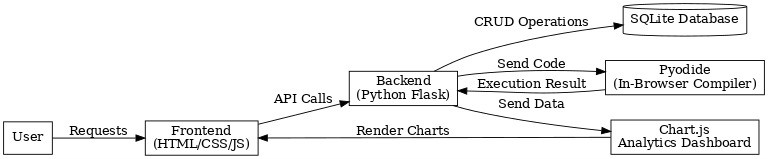 User
Requests
Frontend
(HTML/CSS/JS)
API Calls
Backend
(Python Flask)
CRUD Operations
SQLite Database
Send Code
Execution Result
Pyodide
(In-Browser Compiler)
Send Data
Chart.js
Analytics Dashboard
Render Charts